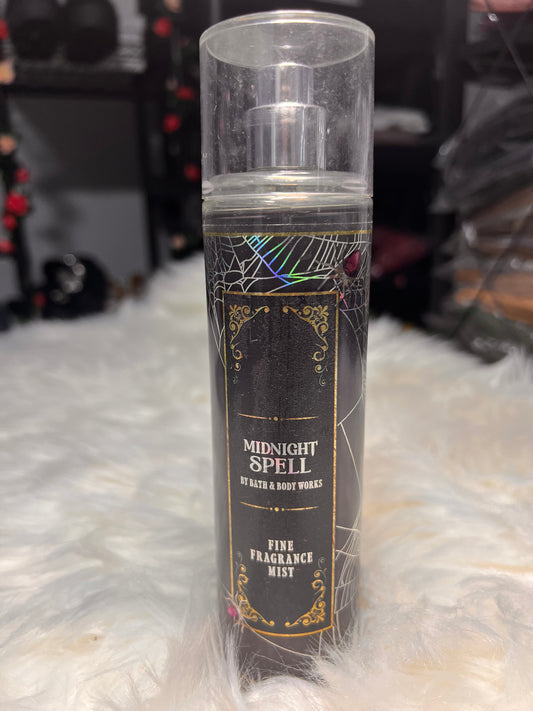 MIDNIGHT
SPELL
BY BATH & BODY WORKS
FINE
FRAGRANCE
MIST